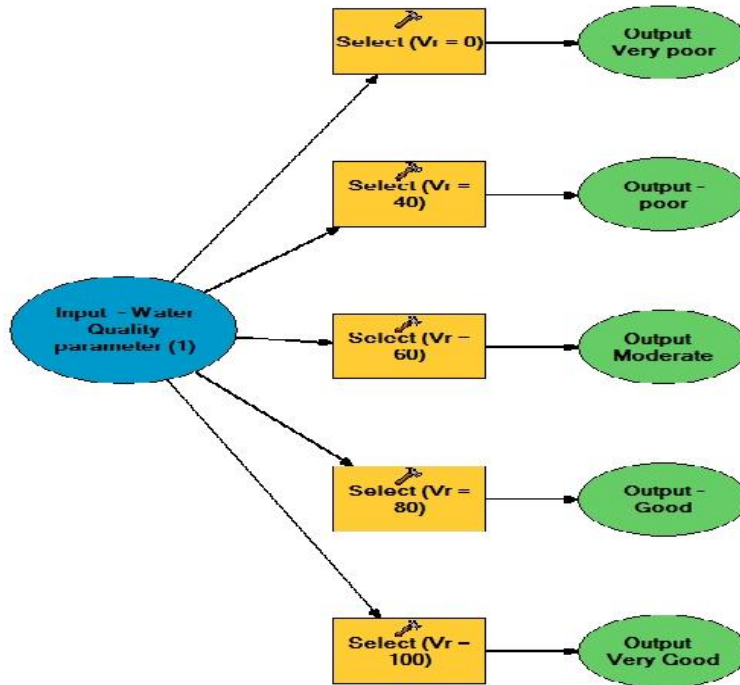 Select (Vr = 0)
Output
Very poor
Select (Vr =
40)
Output -
poor
Input - Water
Quality
parameter (1)
Select (Vr -
60)
Output
Moderate
Select (Vr =
80)
Output -
Good
Select (Vr -
100)
Output
Very Good